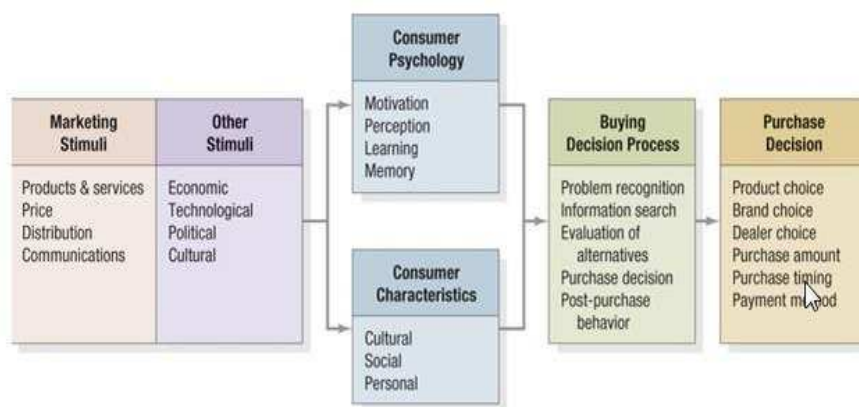 Marketing
Stimuli
Products & services
Price
Distribution
Communications
Other
Stimuli
Economic
Technological
Political
Cultural
Consumer
Psychology
Motivation
Perception
Learning
Memory
Consumer
Characteristics
Cultural
Social
Personal
Buying
Decision Process
Problem recognition
Information search
Evaluation of
alternatives
Purchase decision
Post-purchase
behavior
Purchase
Decision
Product choice
Brand choice
Dealer choice
Purchase amount
Purchase timing
Payment method